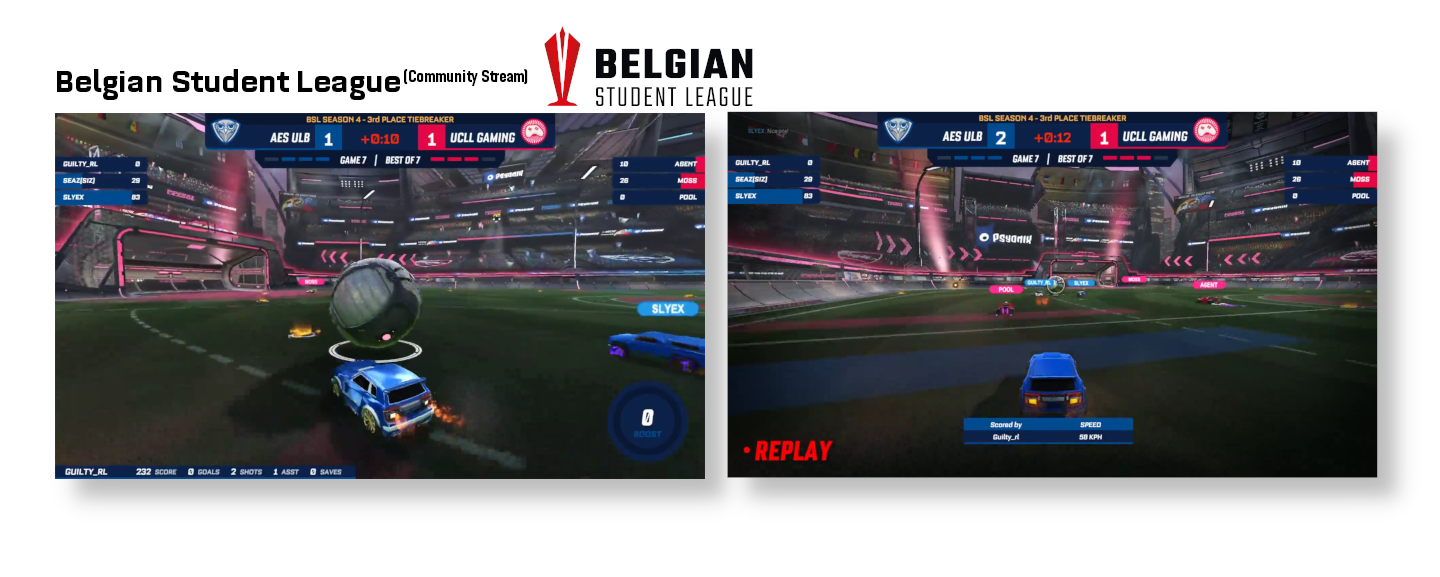 Belgian Student League (Community Stream)
BELGIAN
STUDENT LEAGUE
BSL SEASON 4 - 3rd PLACE TIEBREAKER
AES ULB 1 +0:10 1 UCLL GAMING
GAME 7 | BEST OF 7
GUILTY_RL 0
SEAZ[SIZ] 29
SLYEX 83
10 AGENT
26 MOSS
0 POOL
Psyonix
MOSS
SLYEX
0
BOOST
GUILTY_RL 232 SCORE 0 GOALS 2 SHOTS 1 ASST 0 SAVES
BSL SEASON 4 - 3rd PLACE TIEBREAKER
AES ULB 2 +0:12 1 UCLL GAMING
GAME 7 | BEST OF 7
GUILTY_RL 0
SEAZ[SIZ] 29
SLYEX 83
10 AGENT
26 MOSS
0 POOL
Psyonix
POOL GUILTY_RL SLYEX MOSS AGENT
Scored by SPEED
Guilty_rl 58 KPH
• REPLAY